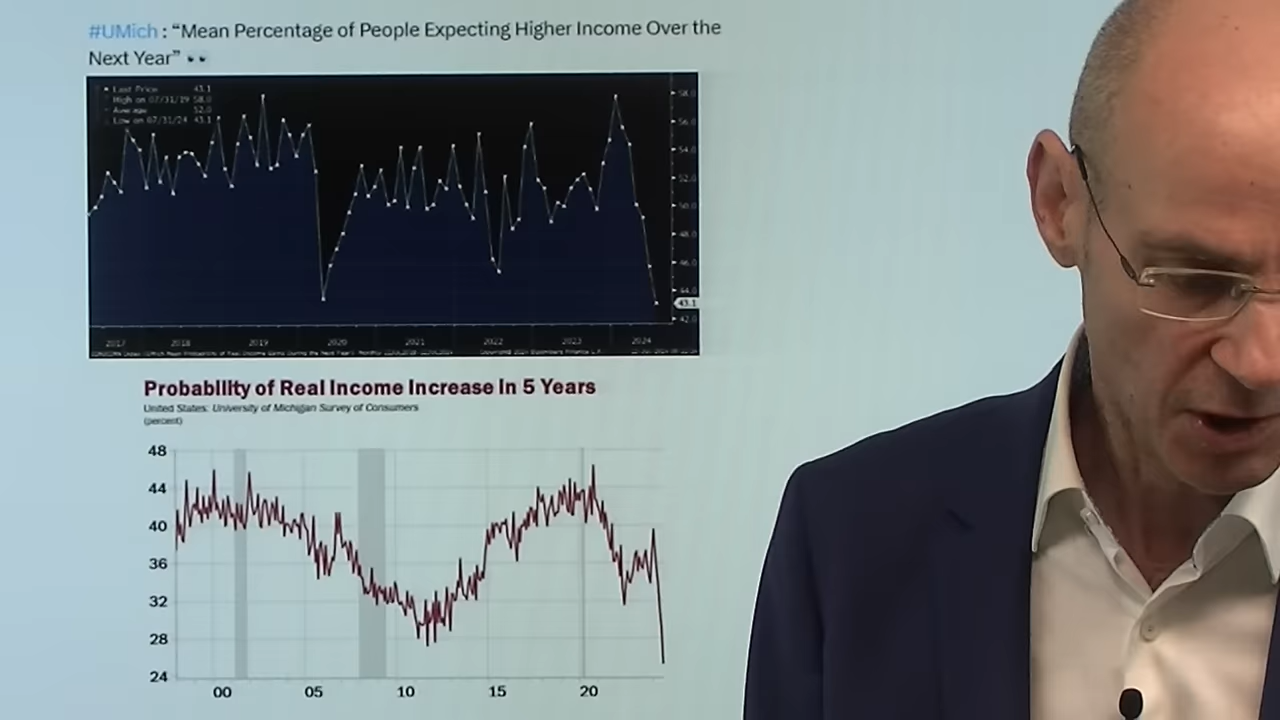 #UMich : “Mean Percentage of People Expecting Higher Income Over the
Next Year” 👀
Last Price 43.1
High on 07/31/19 58.0
Average 52.0
Low on 07/31/24 43.1
58.0
56.0
54.0
52.0
50.0
48.0
46.0
44.0
43.1
42.0
2017 2018 2019 2020 2021 2022 2023 2024
Probability of Real Income Increase in 5 Years
United States: University of Michigan Survey of Consumers
(percent)
48
44
40
36
32
28
24
00 05 10 15 20